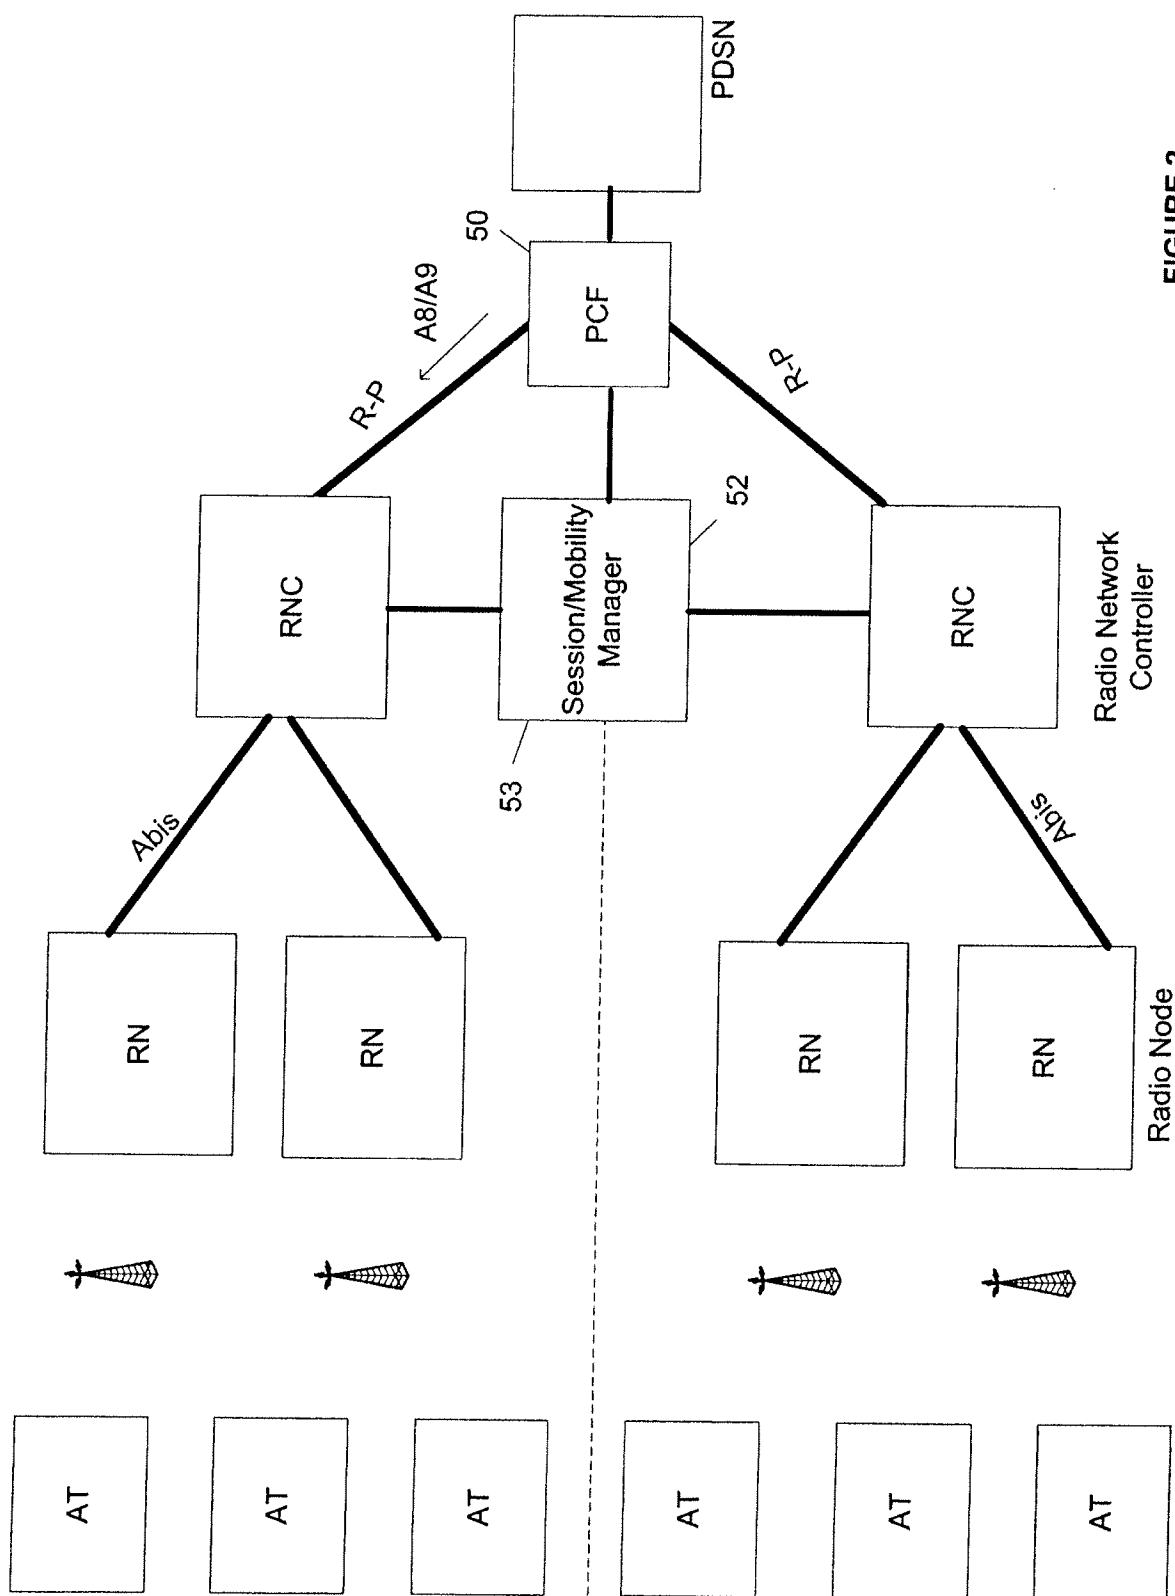 AT
RN
Abis
AT
RNC
RN
R-P
A8/A9
50
AT
53
Session/Mobility
Manager
PCF
AT
PDSN
52
R-P
RN
AT
RNC
RN
Abis
AT
Radio Network
Controller
Radio Node
FIGURE